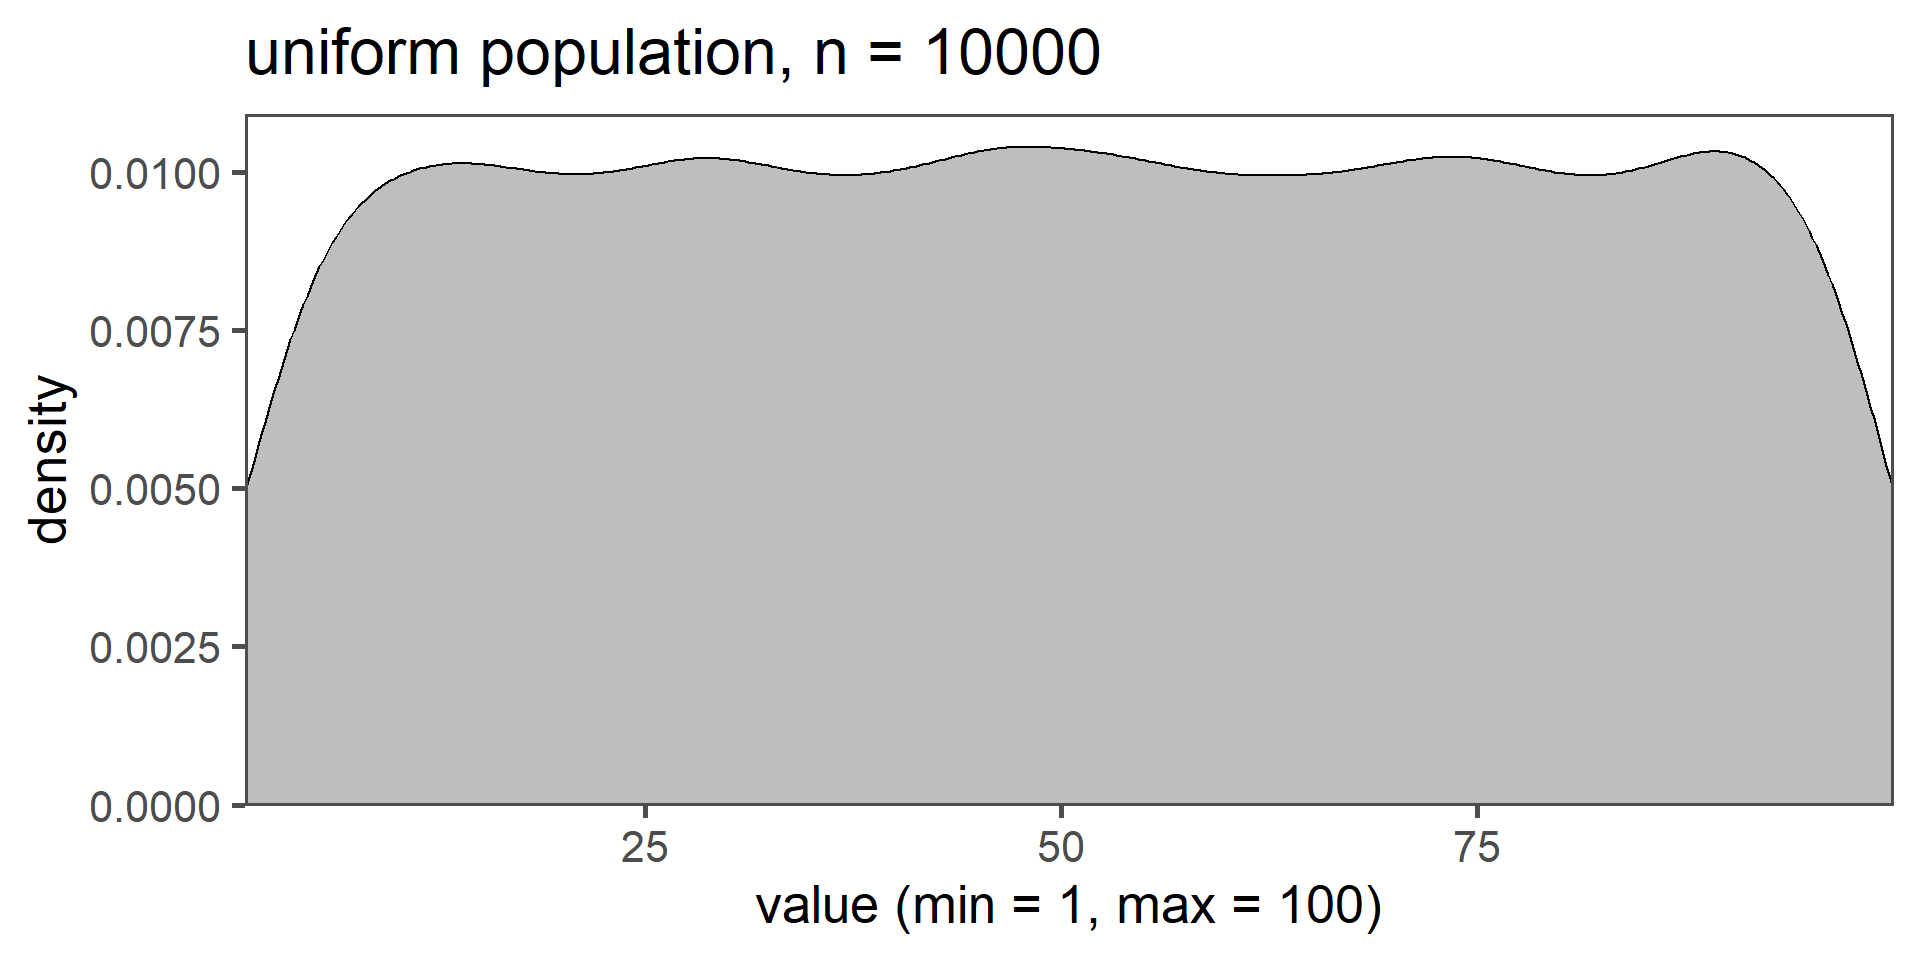 uniform population, n = 10000
density
0.0100
0.0075
0.0050
0.0025
0.0000
25 50 75
value (min = 1, max = 100)